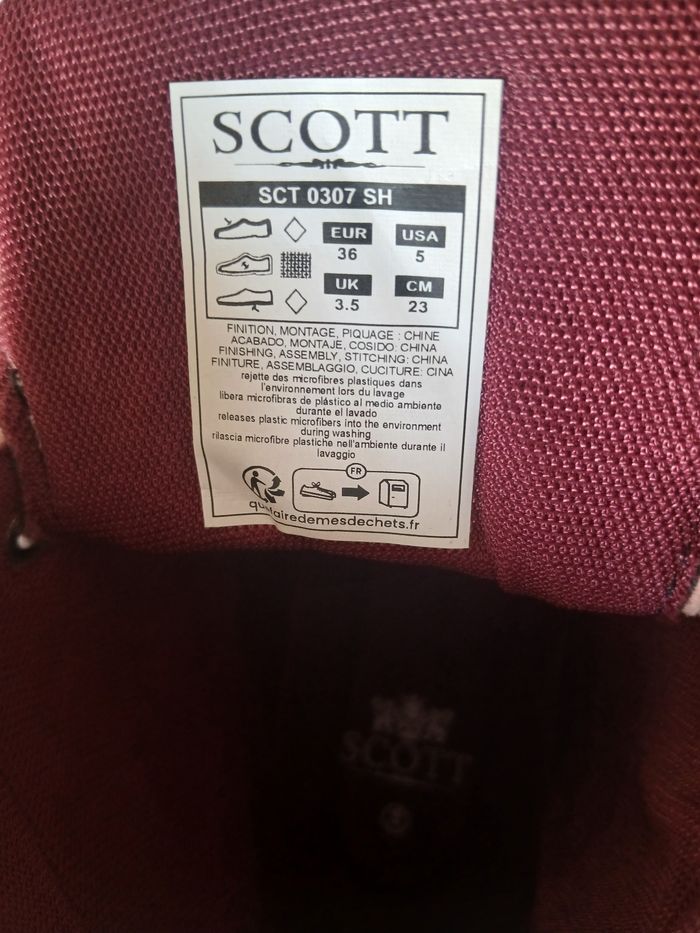 SCOTT
SCT 0307 SH
EUR USA
36 5
UK CM
3.5 23
FINITION, MONTAGE, PIQUAGE : CHINE
ACABADO, MONTAJE, COSIDO: CHINA
FINISHING, ASSEMBLY, STITCHING: CHINA
FINITURE, ASSEMBLAGGIO, CUCITURE: CINA
rejette des microfibres plastiques dans
l'environnement lors du lavage
libera microfibras de plástico al medio ambiente
durante el lavado
releases plastic microfibers into the environment
during washing
rilascia microfibre plastiche nell'ambiente durante il
lavaggio
FR
quefairedemesdechets.fr
SCOTT